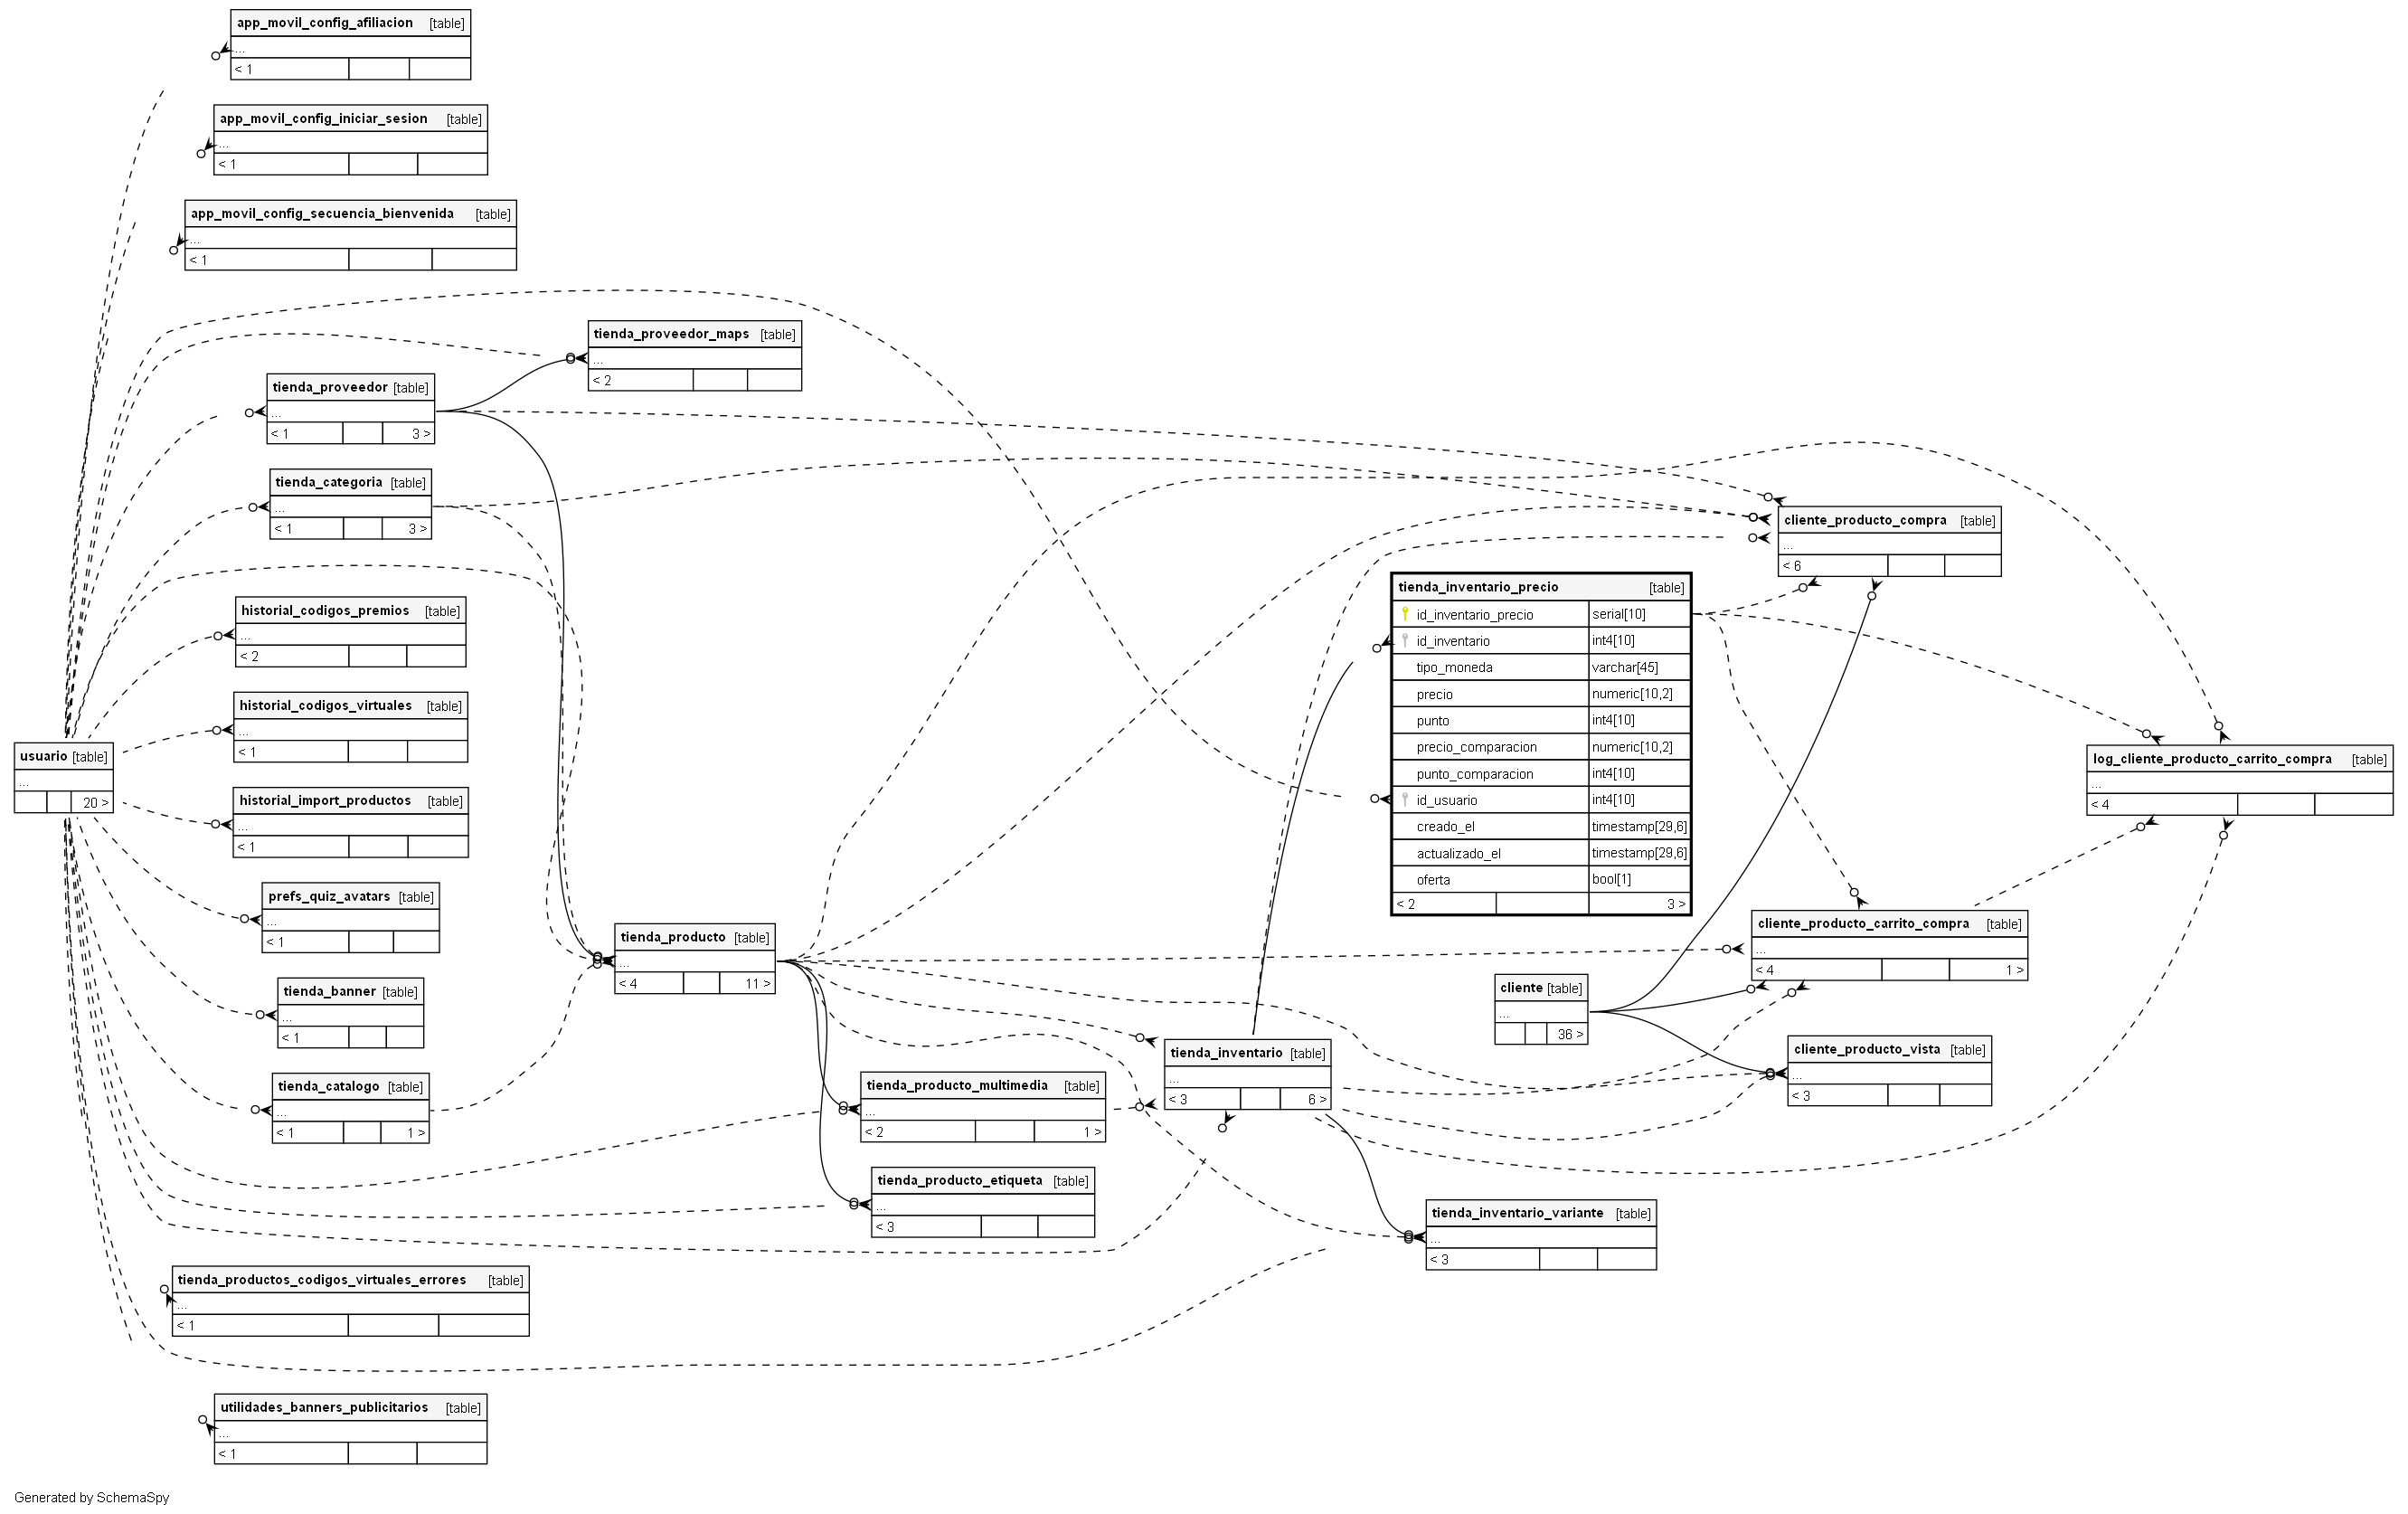 app_movil_config_afiliacion [table]
...
< 1
app_movil_config_iniciar_sesion [table]
...
< 1
app_movil_config_secuencia_bienvenida [table]
...
< 1
tienda_proveedor_maps [table]
...
< 2
tienda_proveedor [table]
...
< 1 3 >
tienda_categoria [table]
...
< 1 3 >
cliente_producto_compra [table]
...
< 6
tienda_inventario_precio [table]
id_inventario_precio serial[10]
id_inventario int4[10]
tipo_moneda varchar[45]
precio numeric[10,2]
punto int4[10]
precio_comparacion numeric[10,2]
punto_comparacion int4[10]
id_usuario int4[10]
creado_el timestamp[29,6]
actualizado_el timestamp[29,6]
oferta bool[1]
< 2 3 >
historial_codigos_premios [table]
...
< 2
historial_codigos_virtuales [table]
...
< 1
usuario [table]
...
20 >
log_cliente_producto_carrito_compra [table]
...
< 4
historial_import_productos [table]
...
< 1
prefs_quiz_avatars [table]
...
< 1
tienda_producto [table]
...
< 4 11 >
cliente_producto_carrito_compra [table]
...
< 4 1 >
tienda_banner [table]
...
< 1
cliente [table]
...
36 >
tienda_inventario [table]
...
< 3 6 >
cliente_producto_vista [table]
...
< 3
tienda_catalogo [table]
...
< 1 1 >
tienda_producto_multimedia [table]
...
< 2 1 >
tienda_producto_etiqueta [table]
...
< 3
tienda_inventario_variante [table]
...
< 3
tienda_productos_codigos_virtuales_errores [table]
...
< 1
utilidades_banners_publicitarios [table]
...
< 1
Generated by SchemaSpy